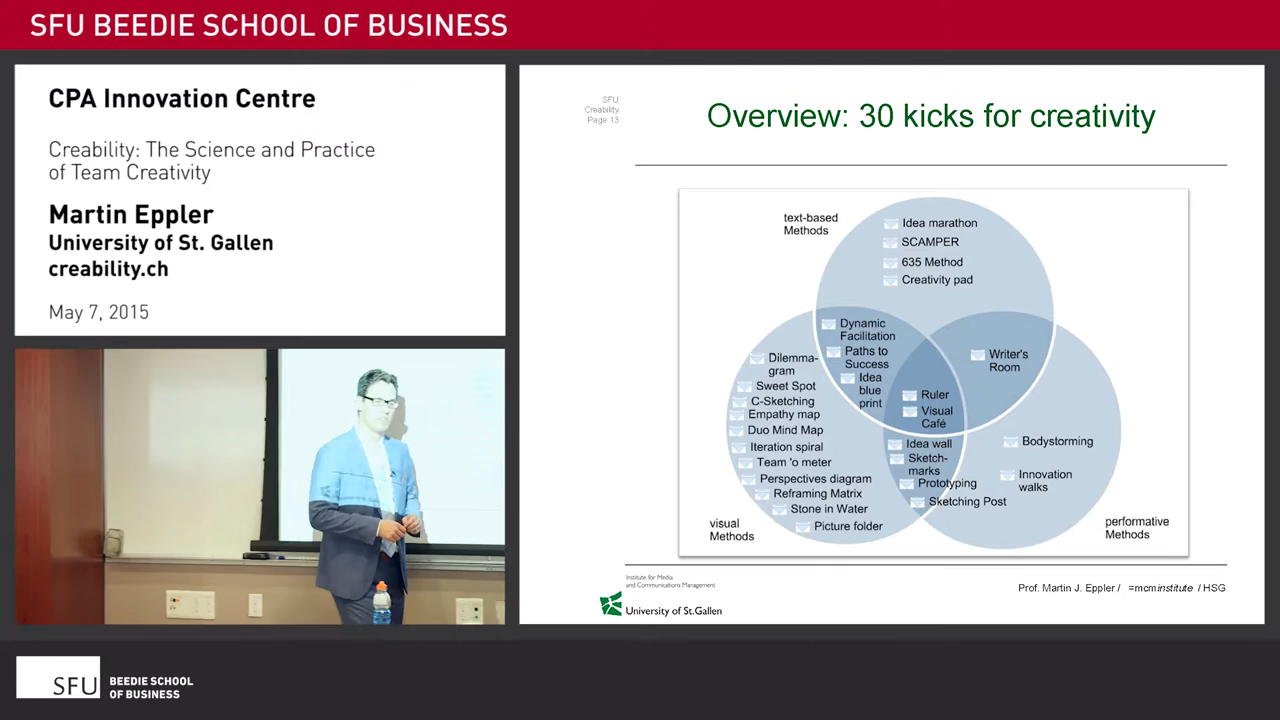 SFU BEEDIE SCHOOL OF BUSINESS
CPA Innovation Centre
Creability: The Science and Practice
of Team Creativity
Martin Eppler
University of St. Gallen
creability.ch
May 7, 2015
SFU
Creability
Page 13
Overview: 30 kicks for creativity
text-based
Methods
Idea marathon
SCAMPER
635 Method
Creativity pad
Dynamic
Facilitation
Paths to
Success
Idea
blue
print
Writer's
Room
Ruler
Visual
Café
Dilemma-
gram
Sweet Spot
C-Sketching
Empathy map
Duo Mind Map
Iteration spiral
Team 'o meter
Perspectives diagram
Reframing Matrix
Stone in Water
Picture folder
Idea wall
Sketch-
marks
Prototyping
Sketching Post
Bodystorming
Innovation
walks
visual
Methods
performative
Methods
Institute for Media
and Communications Management
University of St.Gallen
Prof. Martin J. Eppler / =mcminstitute / HSG
SFU
BEEDIE SCHOOL
OF BUSINESS